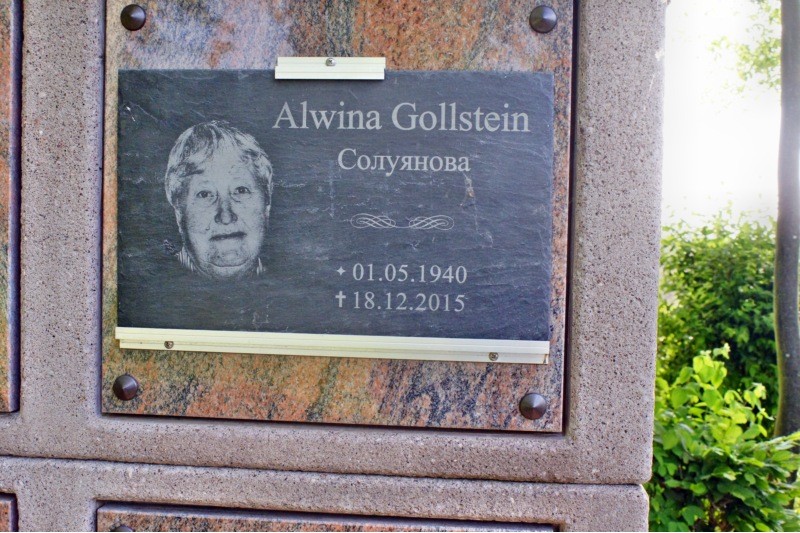 Alwina Gollstein
Солуянова
✦ 01.05.1940
✝ 18.12.2015